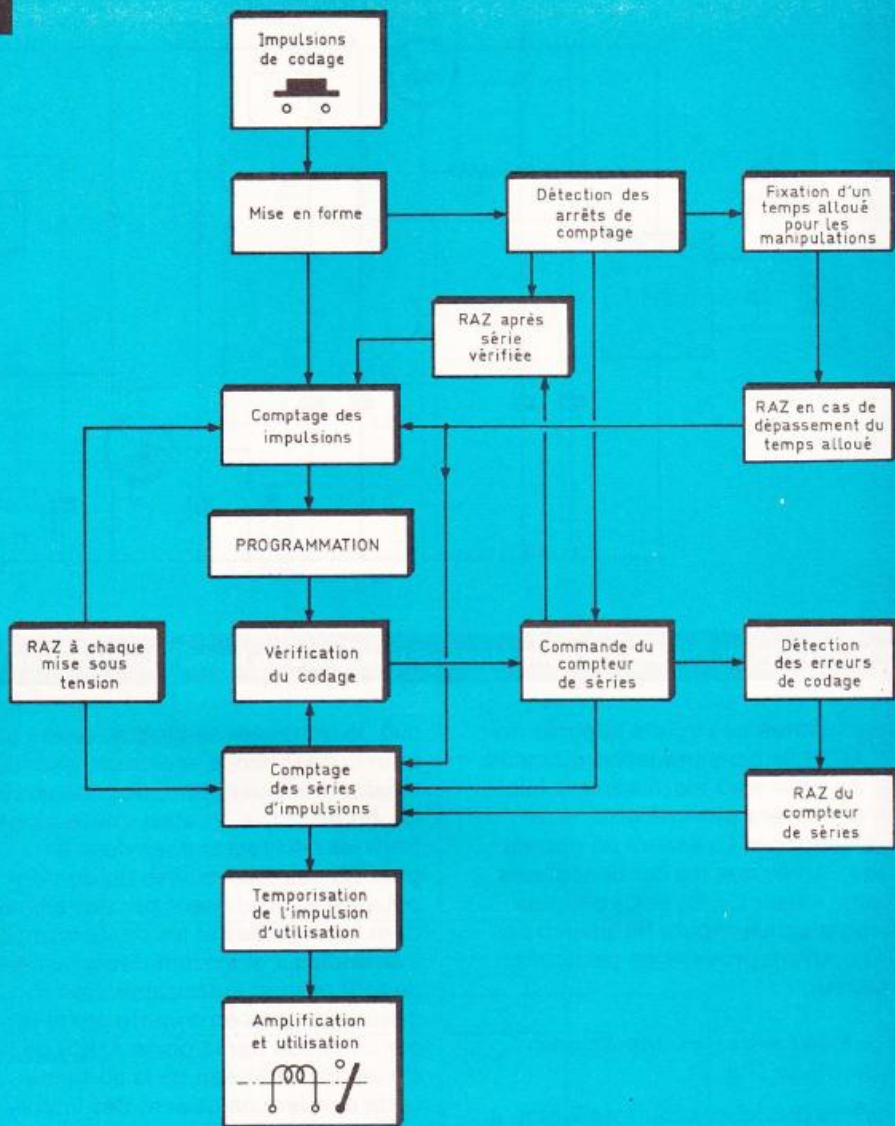 Impulsions
de codage
Mise en forme
Détection des
arrêts de
comptage
Fixation d'un
temps alloué
pour les
manipulations
RAZ après
série
vérifiée
Comptage des
impulsions
RAZ en cas de
dépassement du
temps alloué
PROGRAMMATION
RAZ à chaque
mise sous
tension
Vérification
du codage
Commande du
compteur
de séries
Détection
des erreurs
de codage
Comptage
des séries
d'impulsions
RAZ du
compteur
de séries
Temporisation
de l'impulsion
d'utilisation
Amplification
et utilisation